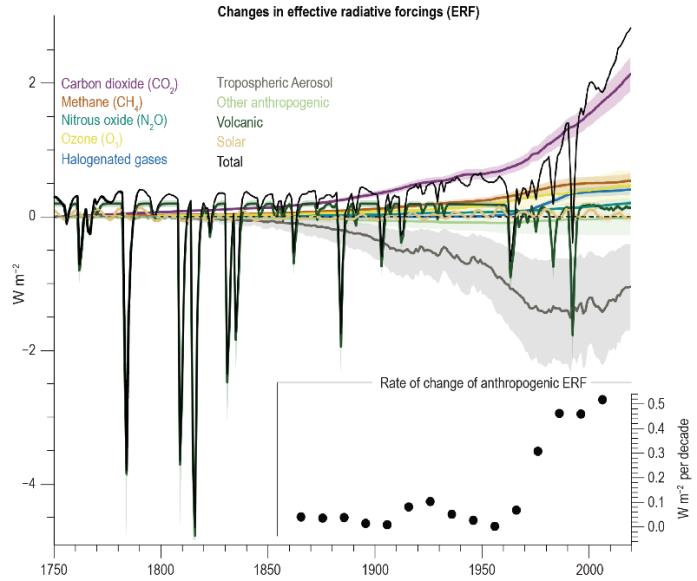 Changes in effective radiative forcings (ERF)
Carbon dioxide (CO₂)
Methane (CH₄)
Nitrous oxide (N₂O)
Ozone (O₃)
Halogenated gases
Tropospheric Aerosol
Other anthropogenic
Volcanic
Solar
Total
W m⁻²
2
0
−2
−4
Rate of change of anthropogenic ERF
0.5
0.4
0.3
0.2
0.1
0.0
W m⁻² per decade
1750 1800 1850 1900 1950 2000